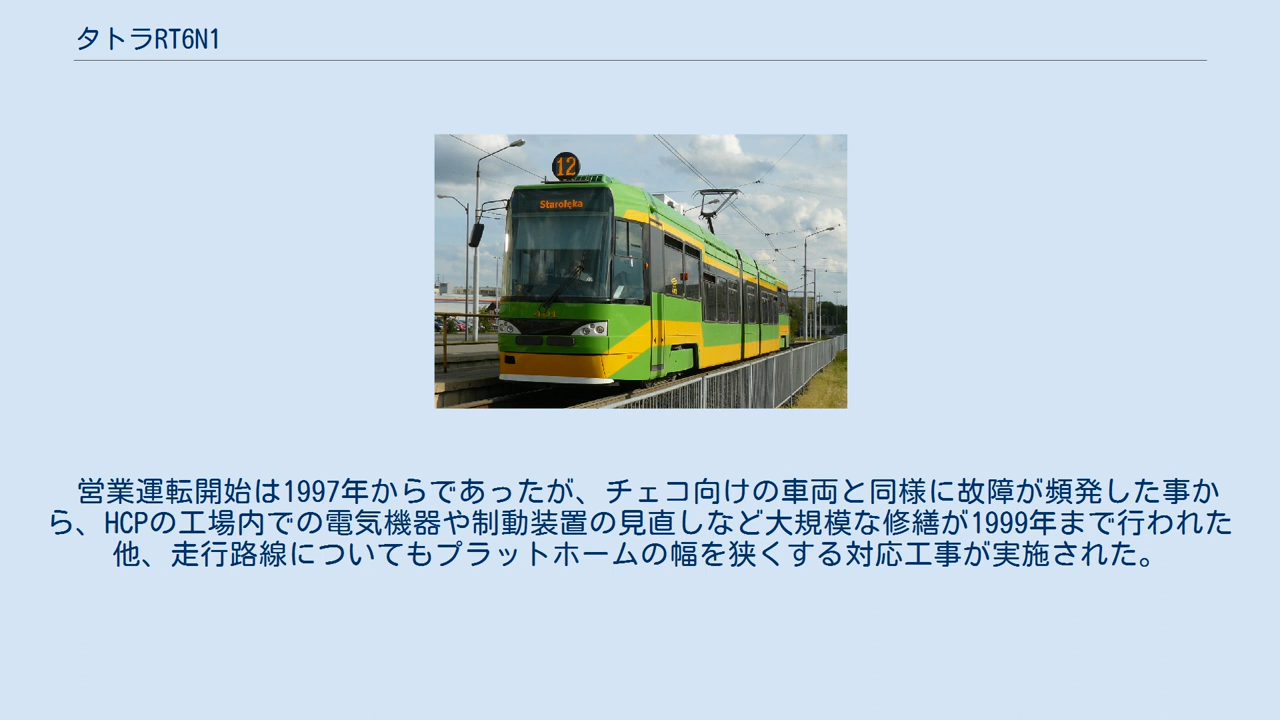 タトラRT6N1
12
Starołęka
401
営業運転開始は1997年からであったが、チェコ向けの車両と同様に故障が頻発した事か
ら、HCPの工場内での電気機器や制動装置の見直しなど大規模な修繕が1999年まで行われた
他、走行路線についてもプラットホームの幅を狭くする対応工事が実施された。